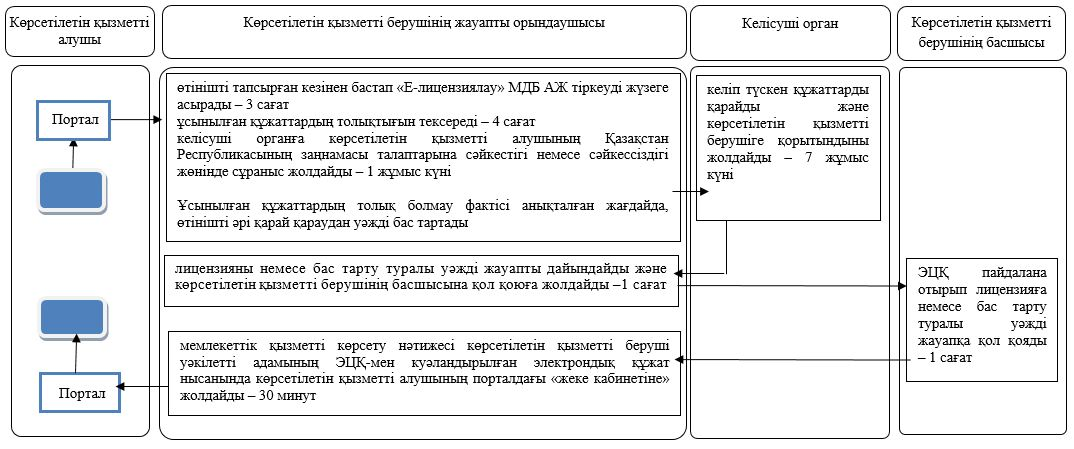 Көрсетілетін қызметті
алушы
Көрсетілетін қызметті берушінің жауапты орындаушысы
Келісуші орган
Көрсетілетін қызметті
берушінің басшысы
Портал
өтінішті тапсырған кезінен бастап «Е-лицензиялау» МДБ АЖ тіркеуді жүзеге
асырады – 3 сағат
ұсынылған құжаттардың толықтығын тексереді – 4 сағат
келісуші органға көрсетілетін қызметті алушының Қазақстан
Республикасының заңнамасы талаптарына сәйкестігі немесе сәйкессіздігі
жөнінде сұраныс жолдайды – 1 жұмыс күні
Ұсынылған құжаттардың толық болмау фактісі анықталған жағдайда,
өтінішті әрі қарай қараудан уәжді бас тартады
келіп түскен құжаттарды
қарайды және
көрсетілетін қызметті
берушіге қорытындыны
жолдайды – 7 жұмыс
күні
лицензияны немесе бас тарту туралы уәжді жауапты дайындайды және
көрсетілетін қызметті берушінің басшысына қол қоюға жолдайды –1 сағат
ЭЦҚ пайдалана
отырып лицензияға
немесе бас тарту
туралы уәжді
жауапқа қол қояды
– 1 сағат
мемлекеттік қызметті көрсету нәтижесі көрсетілетін қызметті беруші
уәкілетті адамының ЭЦҚ-мен куәландырылған электрондық құжат
нысанында көрсетілетін қызметті алушының порталдағы «жеке кабинетіне»
жолдайды – 30 минут
Портал